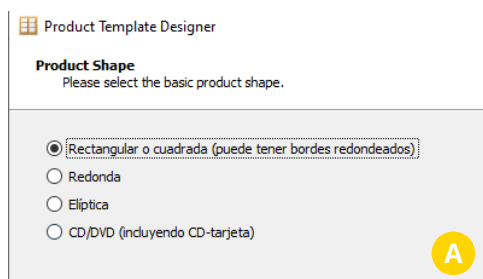 Product Template Designer
Product Shape
Please select the basic product shape.
Rectangular o cuadrada (puede tener bordes redondeados)
Redonda
Elíptica
CD/DVD (incluyendo CD-tarjeta)
A